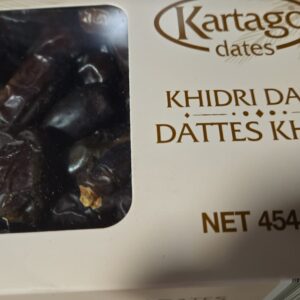 Kartago
dates
KHIDRI DA
DATTES KH
NET 454